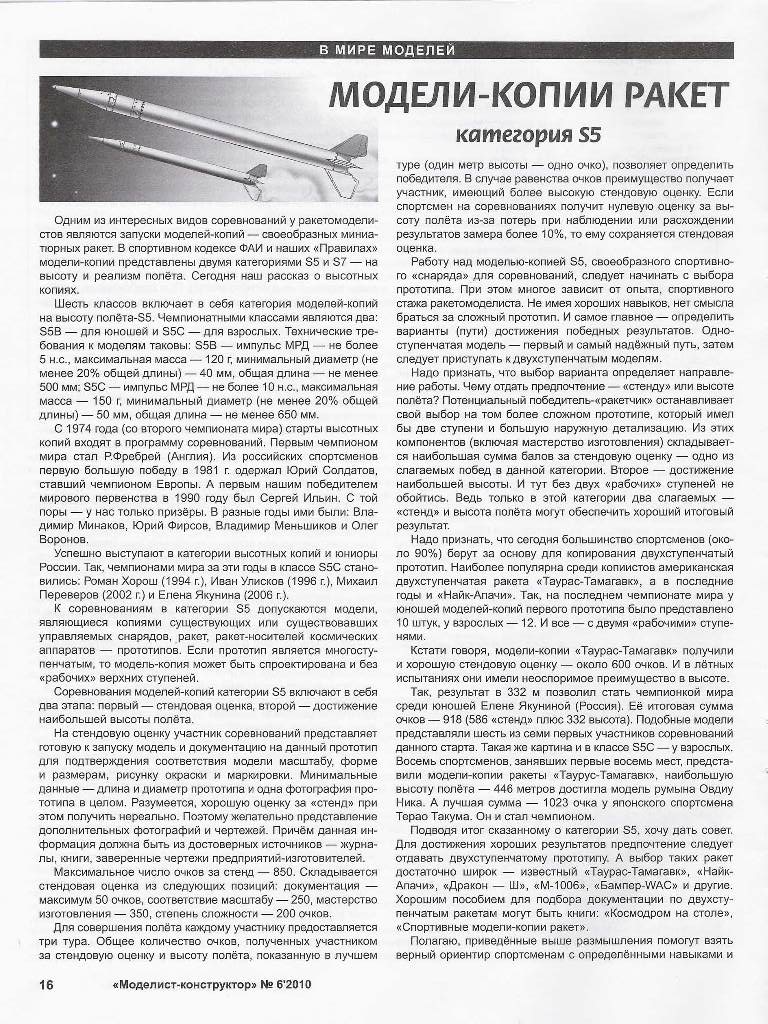 В МИРЕ МОДЕЛЕЙ
МОДЕЛИ-КОПИИ РАКЕТ
категория S5
Одним из интересных видов соревнований у ракетомодели-
стов являются запуски моделей-копий — своеобразных миниа-
тюрных ракет. В спортивном кодексе ФАИ и наших «Правилах»
модели-копии представлены двумя категориями S5 и S7 — на
высоту и реализм полёта. Сегодня наш рассказ о высотных
копиях.
Шесть классов включает в себя категория моделей-копий
на высоту полёта-S5. Чемпионатными классами являются два:
S5B — для юношей и S5C — для взрослых. Технические тре-
бования к моделям таковы: S5B — импульс МРД — не более
5 н.с., максимальная масса — 120 г, минимальный диаметр (не
менее 20% общей длины) — 40 мм, общая длина — не менее
500 мм; S5C — импульс МРД — не более 10 н.с., максимальная
масса — 150 г, минимальный диаметр (не менее 20% общей
длины) — 50 мм, общая длина — не менее 650 мм.
С 1974 года (со второго чемпионата мира) старты высотных
копий входят в программу соревнований. Первым чемпионом
мира стал Р.Фребрей (Англия). Из российских спортсменов
первую большую победу в 1981 г. одержал Юрий Солдатов,
ставший чемпионом Европы. А первым нашим победителем
мирового первенства в 1990 году был Сергей Ильин. С той
поры — у нас только призёры. В разные годы ими были: Вла-
димир Минаков, Юрий Фирсов, Владимир Меньшиков и Олег
Воронов.
Успешно выступают в категории высотных копий и юниоры
России. Так, чемпионами мира за эти годы в классе S5C стано-
вились: Роман Хорош (1994 г.), Иван Улисков (1996 г.), Михаил
Переверов (2002 г.) и Елена Якунина (2006 г.).
К соревнованиям в категории S5 допускаются модели,
являющиеся копиями существующих или существовавших
управляемых снарядов, ракет, ракет-носителей космических
аппаратов — прототипов. Если прототип является многосту-
пенчатым, то модель-копия может быть спроектирована и без
«рабочих» верхних ступеней.
Соревнования моделей-копий категории S5 включают в себя
два этапа: первый — стендовая оценка, второй — достижение
наибольшей высоты полёта.
На стендовую оценку участник соревнований представляет
готовую к запуску модель и документацию на данный прототип
для подтверждения соответствия модели масштабу, форме
и размерам, рисунку окраски и маркировки. Минимальные
данные — длина и диаметр прототипа и одна фотография про-
тотипа в целом. Разумеется, хорошую оценку за «стенд» при
этом получить нереально. Поэтому желательно представление
дополнительных фотографий и чертежей. Причём данная ин-
формация должна быть из достоверных источников — журна-
лы, книги, заверенные чертежи предприятий-изготовителей.
Максимальное число очков за стенд — 850. Складывается
стендовая оценка из следующих позиций: документация —
максимум 50 очков, соответствие масштабу — 250, мастерство
изготовления — 350, степень сложности — 200 очков.
Для совершения полёта каждому участнику предоставляется
три тура. Общее количество очков, полученных участником
за стендовую оценку и высоту полёта, показанную в лучшем
туре (один метр высоты — одно очко), позволяет определить
победителя. В случае равенства очков преимущество получает
участник, имеющий более высокую стендовую оценку. Если
спортсмен на соревнованиях получит нулевую оценку за вы-
соту полёта из-за потерь при наблюдении или расхождении
результатов замера более 10%, то ему сохраняется стендовая
оценка.
Работу над моделью-копией S5, своеобразного спортивно-
го «снаряда» для соревнований, следует начинать с выбора
прототипа. При этом многое зависит от опыта, спортивного
стажа ракетомоделиста. Не имея хороших навыков, нет смысла
браться за сложный прототип. И самое главное — определить
варианты (пути) достижения победных результатов. Одно-
ступенчатая модель — первый и самый надёжный путь, затем
следует приступать к двухступенчатым моделям.
Надо признать, что выбор варианта определяет направле-
ние работы. Чему отдать предпочтение — «стенду» или высоте
полёта? Потенциальный победитель-«ракетчик» останавливает
свой выбор на том более сложном прототипе, который имел
бы две ступени и большую наружную детализацию. Из этих
компонентов (включая мастерство изготовления) складывает-
ся наибольшая сумма балов за стендовую оценку — одно из
слагаемых побед в данной категории. Второе — достижение
наибольшей высоты. И тут без двух «рабочих» ступеней не
обойтись. Ведь только в этой категории два слагаемых —
«стенд» и высота полёта могут обеспечить хороший итоговый
результат.
Надо признать, что сегодня большинство спортсменов (око-
ло 90%) берут за основу для копирования двухступенчатый
прототип. Наиболее популярна среди копиистов американская
двухступенчатая ракета «Таурас-Тамагавк», а в последние
годы и «Найк-Апачи». Так, на последнем чемпионате мира у
юношей моделей-копий первого прототипа было представлено
10 штук, у взрослых — 12. И все — с двумя «рабочими» ступе-
нями.
Кстати говоря, модели-копии «Таурас-Тамагавк» получили
и хорошую стендовую оценку — около 600 очков. И в лётных
испытаниях они имели неоспоримое преимущество в высоте.
Так, результат в 332 м позволил стать чемпионкой мира
среди юношей Елене Якуниной (Россия). Её итоговая сумма
очков — 918 (586 «стенд» плюс 332 высота). Подобные модели
представляли шесть из семи первых участников соревнований
данного старта. Такая же картина и в классе S5C — у взрослых.
Восемь спортсменов, занявших первые восемь мест, предста-
вили модели-копии ракеты «Таурус-Тамагавк», наибольшую
высоту полёта — 446 метров достигла модель румына Овдиу
Ника. А лучшая сумма — 1023 очка у японского спортсмена
Терао Такума. Он и стал чемпионом.
Подводя итог сказанному о категории S5, хочу дать совет.
Для достижения хороших результатов предпочтение следует
отдавать двухступенчатому прототипу. А выбор таких ракет
достаточно широк — известный «Таурас-Тамагавк», «Найк-
Апачи», «Дракон — Ш», «М-1006», «Бампер-WAC» и другие.
Хорошим пособием для подбора документации по двухсту-
пенчатым ракетам могут быть книги: «Космодром на столе»,
«Спортивные модели-копии ракет».
Полагаю, приведённые выше размышления помогут взять
верный ориентир спортсменам с определёнными навыками и
16 «Моделист-конструктор» № 6'2010